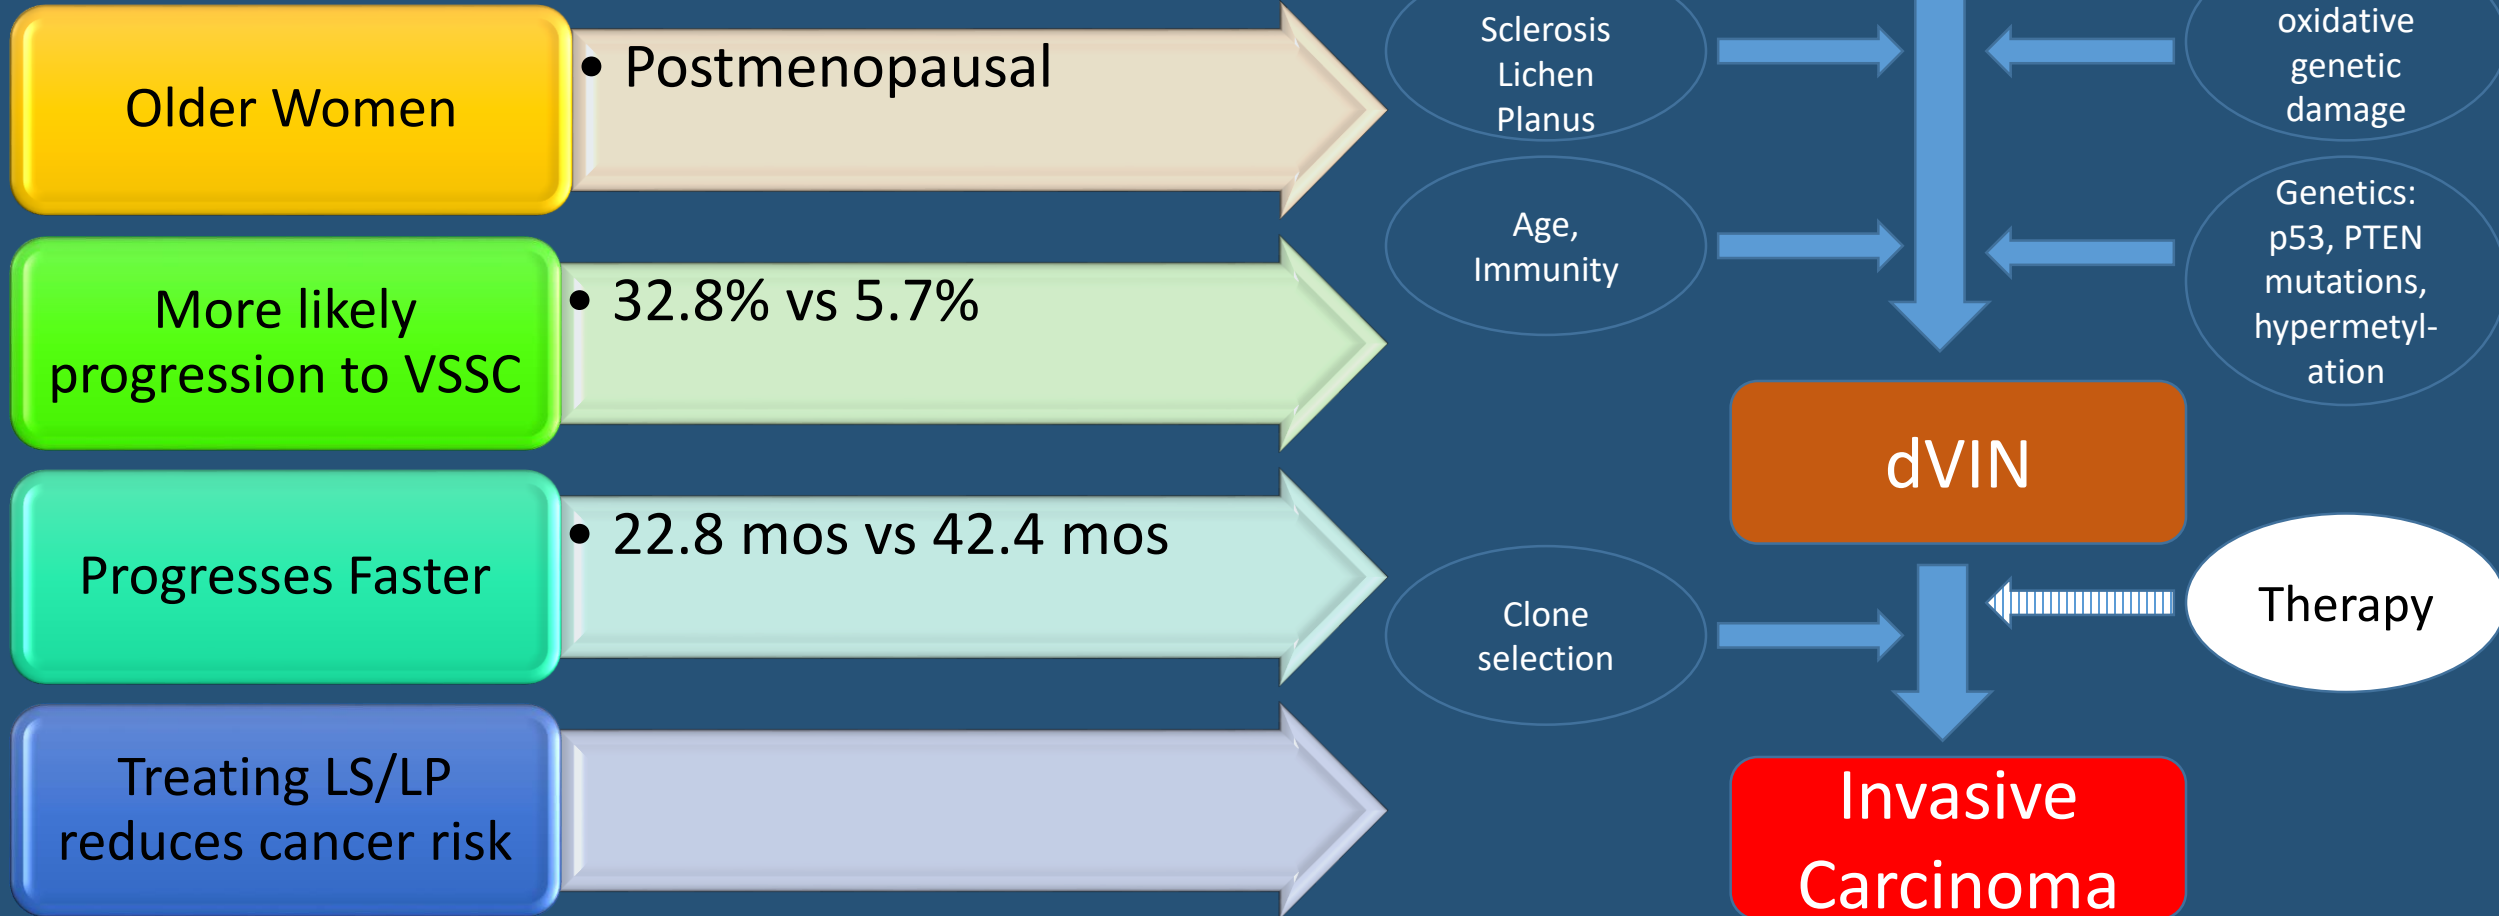 Older Women
• Postmenopausal
More likely
progression to VSSC
• 32.8% vs 5.7%
Progresses Faster
• 22.8 mos vs 42.4 mos
Treating LS/LP
reduces cancer risk
Sclerosis
Lichen
Planus
oxidative
genetic
damage
Age,
Immunity
Genetics:
p53, PTEN
mutations,
hypermetyl-
ation
dVIN
Clone
selection
Therapy
Invasive
Carcinoma